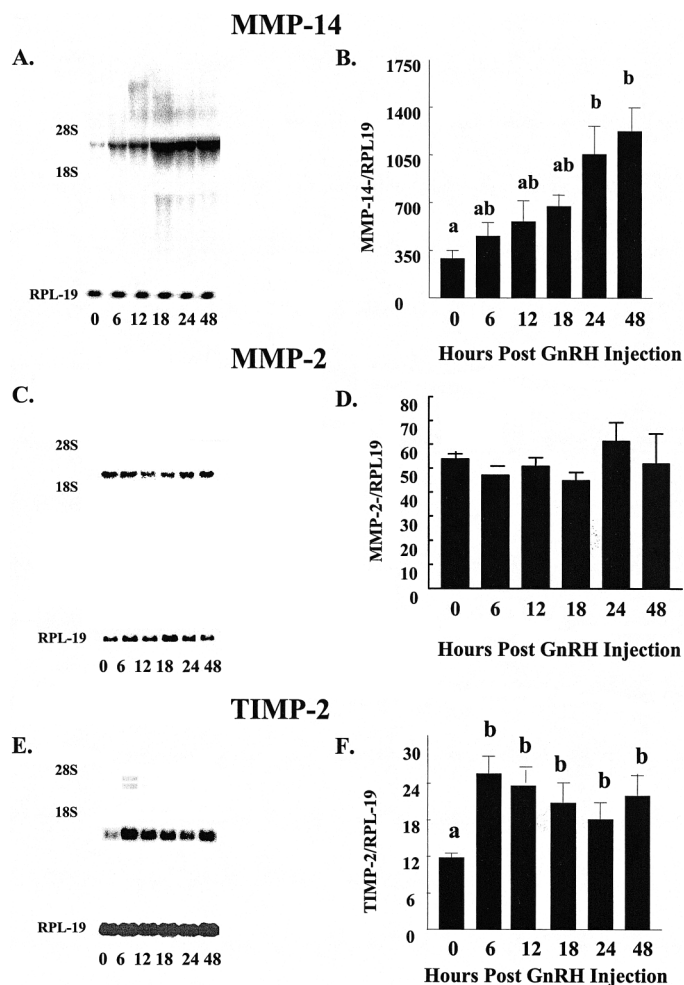 MMP-14
A.
28S
18S
RPL-19
0 6 12 18 24 48
B.
MMP-14-/RPL19
1750
1400
1050
700
350
0
a
ab
ab
ab
b
b
0 6 12 18 24 48
Hours Post GnRH Injection
MMP-2
C.
28S
18S
RPL-19
0 6 12 18 24 48
D.
MMP-2-/RPL19
80
70
60
50
40
30
20
10
0
0 6 12 18 24 48
Hours Post GnRH Injection
TIMP-2
E.
28S
18S
RPL-19
0 6 12 18 24 48
F.
TIMP-2/RPL-19
30
24
18
12
6
0
a
b
b
b
b
b
0 6 12 18 24 48
Hours Post GnRH Injection